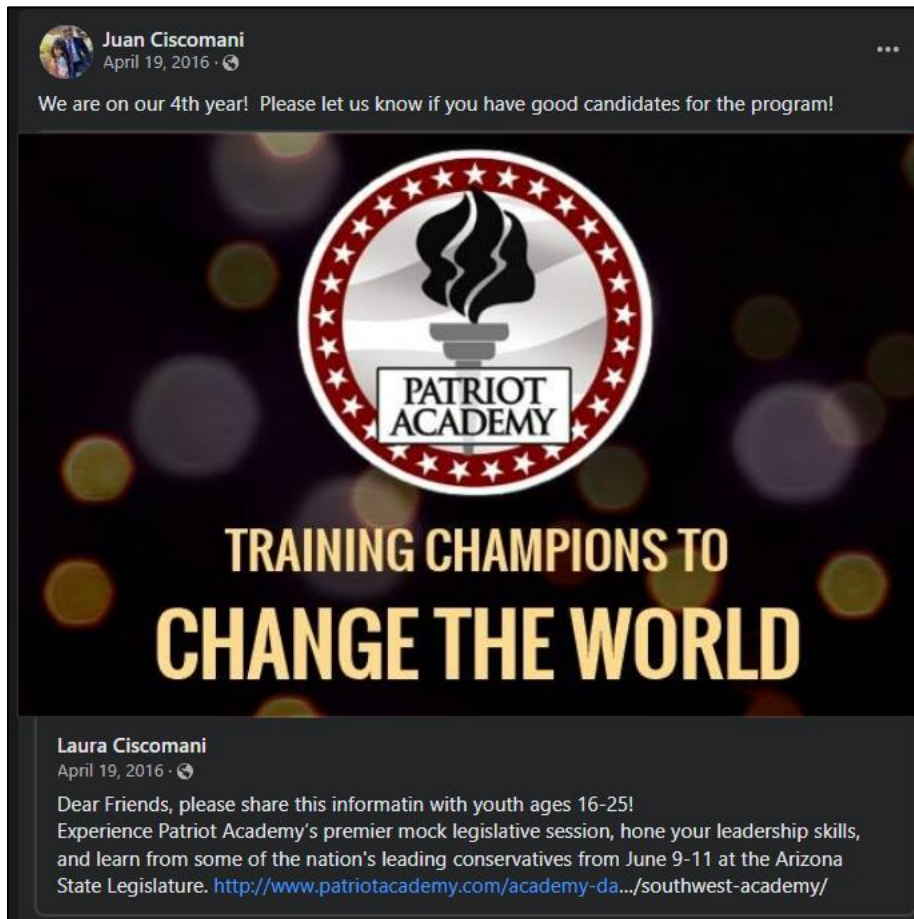 Juan Ciscomani
April 19, 2016 ·
We are on our 4th year! Please let us know if you have good candidates for the program!
PATRIOT
ACADEMY
TRAINING CHAMPIONS TO
CHANGE THE WORLD
Laura Ciscomani
April 19, 2016 ·
Dear Friends, please share this informatin with youth ages 16-25!
Experience Patriot Academy's premier mock legislative session, hone your leadership skills,
and learn from some of the nation's leading conservatives from June 9-11 at the Arizona
State Legislature. http://www.patriotacademy.com/academy-da.../southwest-academy/